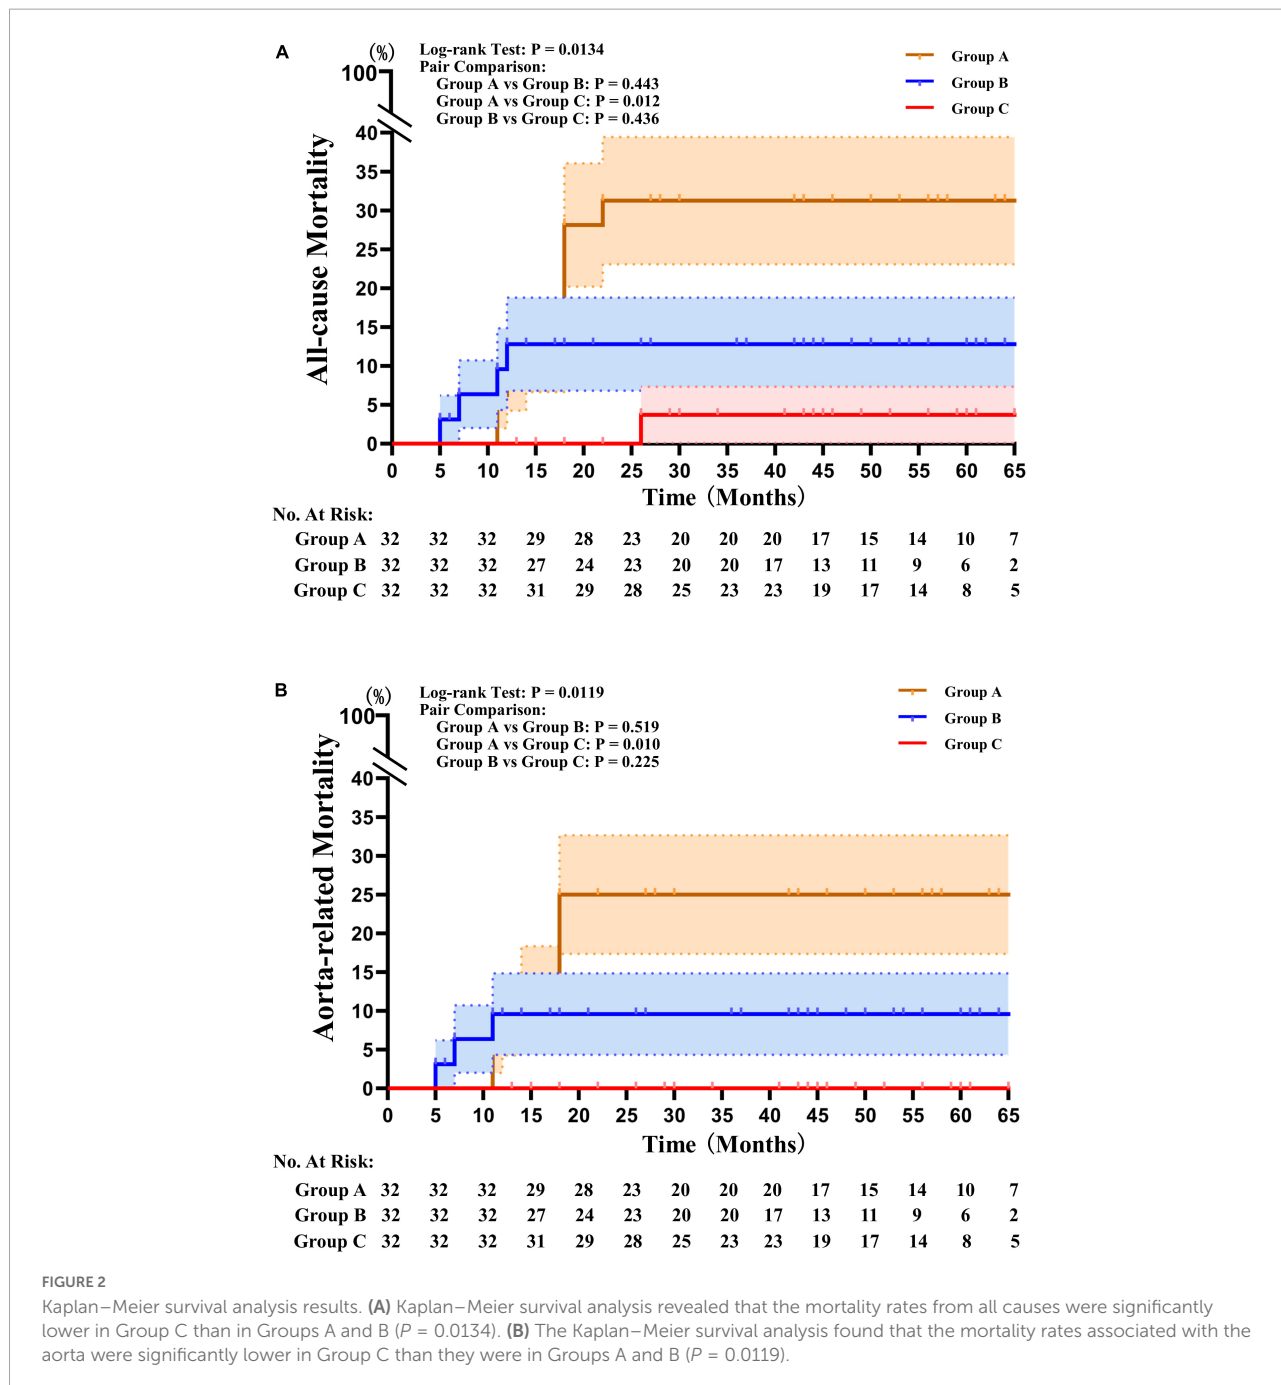 A
(%)
Log-rank Test: P = 0.0134
Pair Comparison:
Group A vs Group B: P = 0.443
Group A vs Group C: P = 0.012
Group B vs Group C: P = 0.436
Group A
Group B
Group C
All-cause Mortality
100
40
35
30
25
20
15
10
5
0
0 5 10 15 20 25 30 35 40 45 50 55 60 65
Time (Months)
No. At Risk:
Group A 32 32 32 29 28 23 20 20 20 17 15 14 10 7
Group B 32 32 32 27 24 23 20 20 17 13 11 9 6 2
Group C 32 32 32 31 29 28 25 23 23 19 17 14 8 5
B
(%)
Log-rank Test: P = 0.0119
Pair Comparison:
Group A vs Group B: P = 0.519
Group A vs Group C: P = 0.010
Group B vs Group C: P = 0.225
Group A
Group B
Group C
Aorta-related Mortality
100
40
35
30
25
20
15
10
5
0
0 5 10 15 20 25 30 35 40 45 50 55 60 65
Time (Months)
No. At Risk:
Group A 32 32 32 29 28 23 20 20 20 17 15 14 10 7
Group B 32 32 32 27 24 23 20 20 17 13 11 9 6 2
Group C 32 32 32 31 29 28 25 23 23 19 17 14 8 5
FIGURE 2
Kaplan–Meier survival analysis results. (A) Kaplan–Meier survival analysis revealed that the mortality rates from all causes were significantly
lower in Group C than in Groups A and B (P = 0.0134). (B) The Kaplan–Meier survival analysis found that the mortality rates associated with the
aorta were significantly lower in Group C than they were in Groups A and B (P = 0.0119).